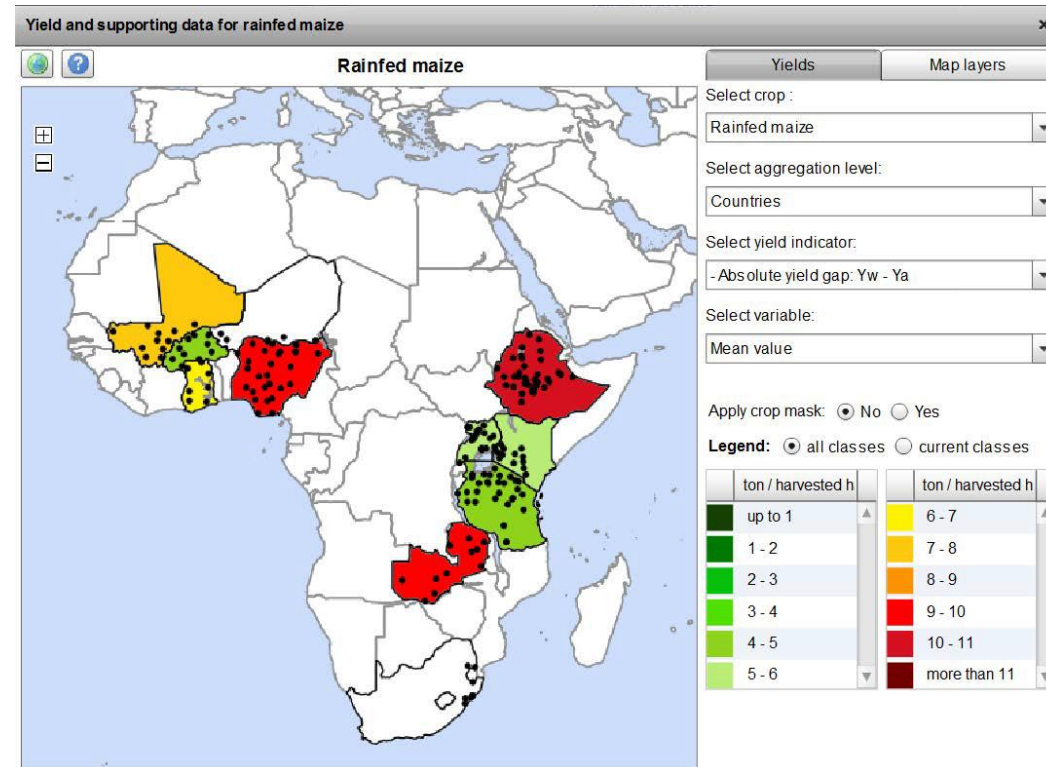 Yield and supporting data for rainfed maize
Rainfed maize
Yields
Map layers
Select crop :
Rainfed maize
Select aggregation level:
Countries
Select yield indicator:
- Absolute yield gap: Yw - Ya
Select variable:
Mean value
Apply crop mask: No Yes
Legend: all classes current classes
ton / harvested h
up to 1
1 - 2
2 - 3
3 - 4
4 - 5
5 - 6
ton / harvested h
6 - 7
7 - 8
8 - 9
9 - 10
10 - 11
more than 11